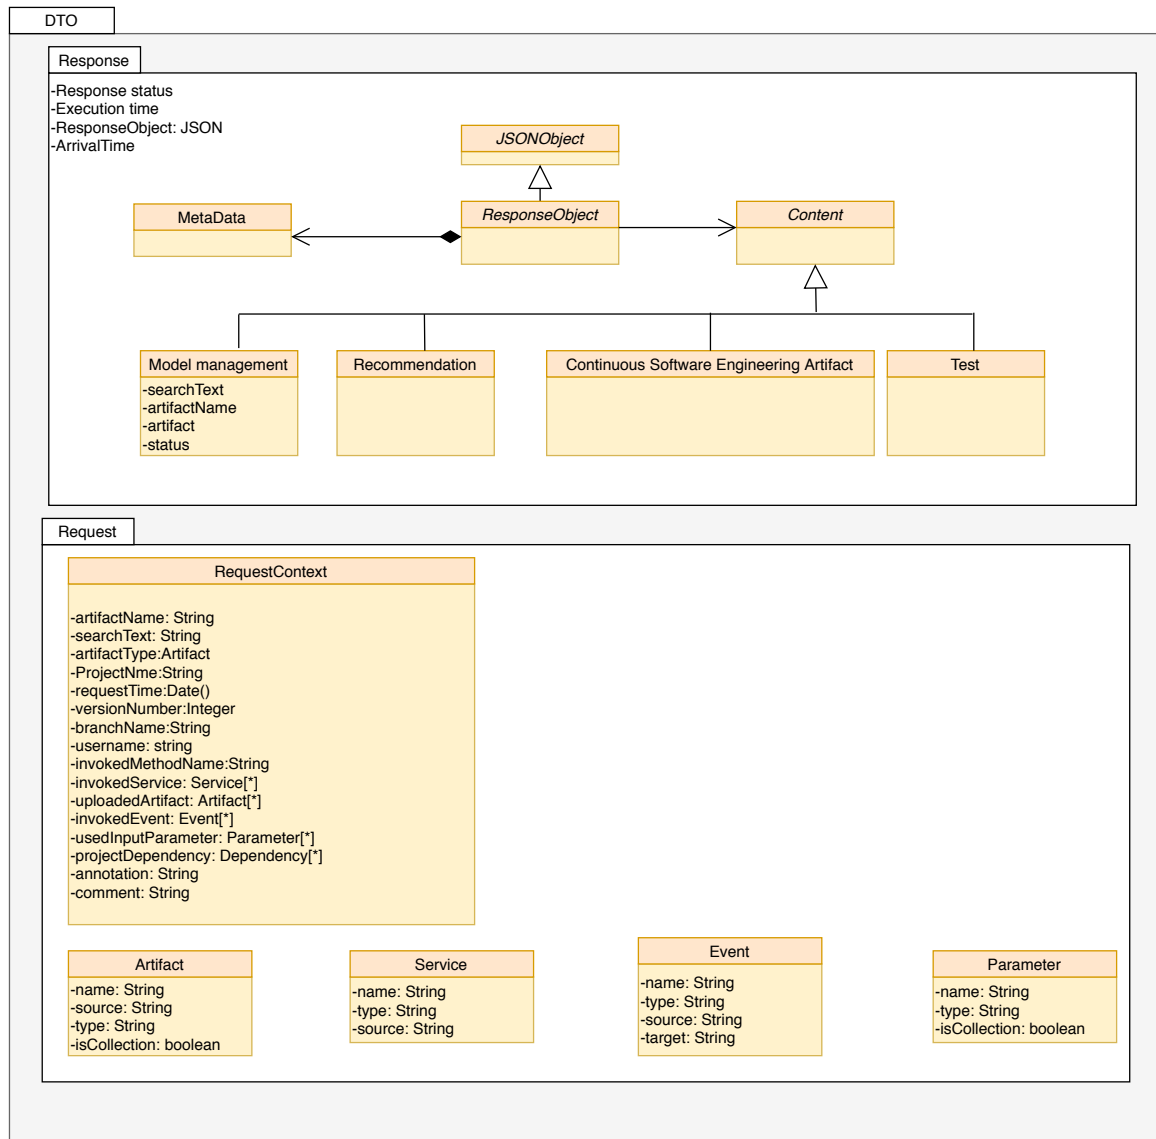 DTO
Response
-Response status
-Execution time
-ResponseObject: JSON
-ArrivalTime
JSONObject
MetaData
ResponseObject
Content
Model management
-searchText
-artifactName
-artifact
-status
Recommendation
Continuous Software Engineering Artifact
Test
Request
RequestContext
-artifactName: String
-searchText: String
-artifactType:Artifact
-ProjectNme:String
-requestTime:Date()
-versionNumber:Integer
-branchName:String
-username: string
-invokedMethodName:String
-invokedService: Service[*]
-uploadedArtifact: Artifact[*]
-invokedEvent: Event[*]
-usedInputParameter: Parameter[*]
-projectDependency: Dependency[*]
-annotation: String
-comment: String
Artifact
-name: String
-source: String
-type: String
-isCollection: boolean
Service
-name: String
-type: String
-source: String
Event
-name: String
-type: String
-source: String
-target: String
Parameter
-name: String
-type: String
-isCollection: boolean